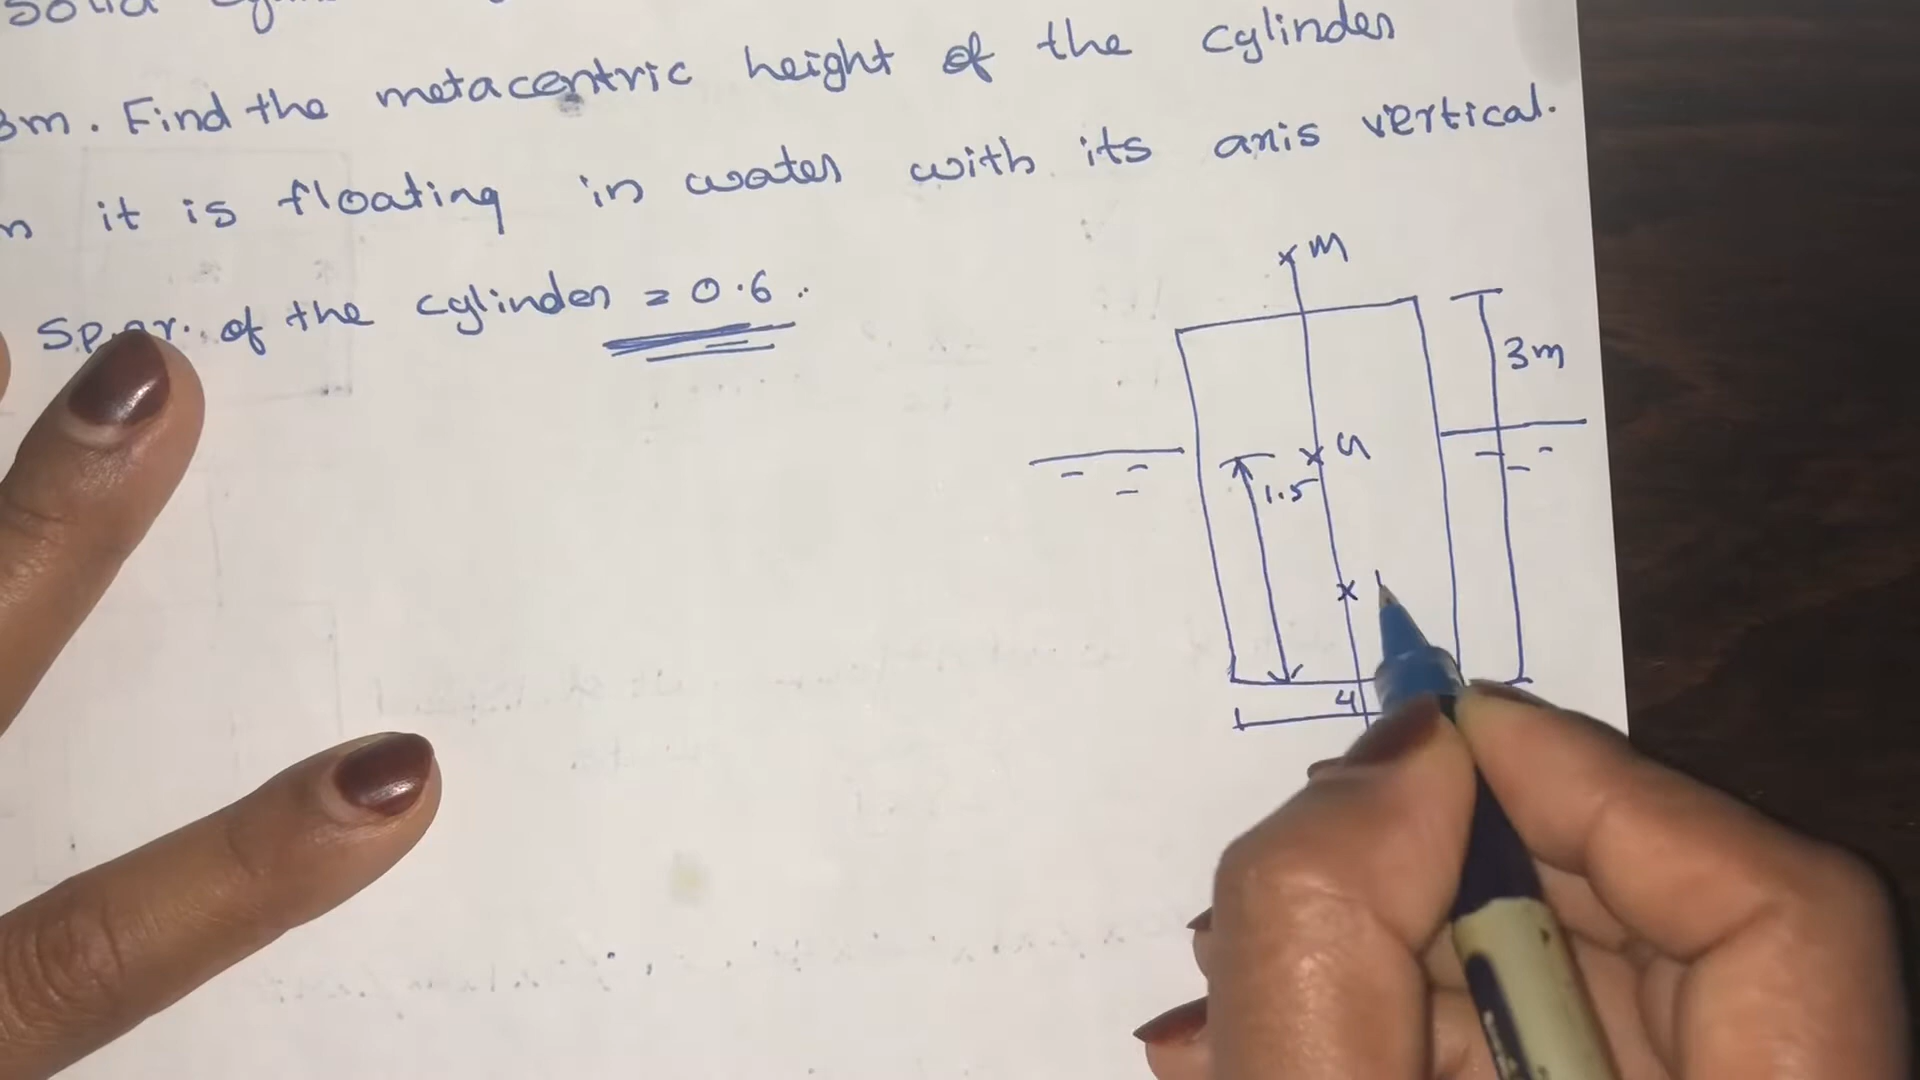 Solid
3m. Find the metacentric height of the cylinder
it is floating in water with its axis vertical.
Sp.gr. of the cylinder = 0.6.
M
3m
G
1.5
4